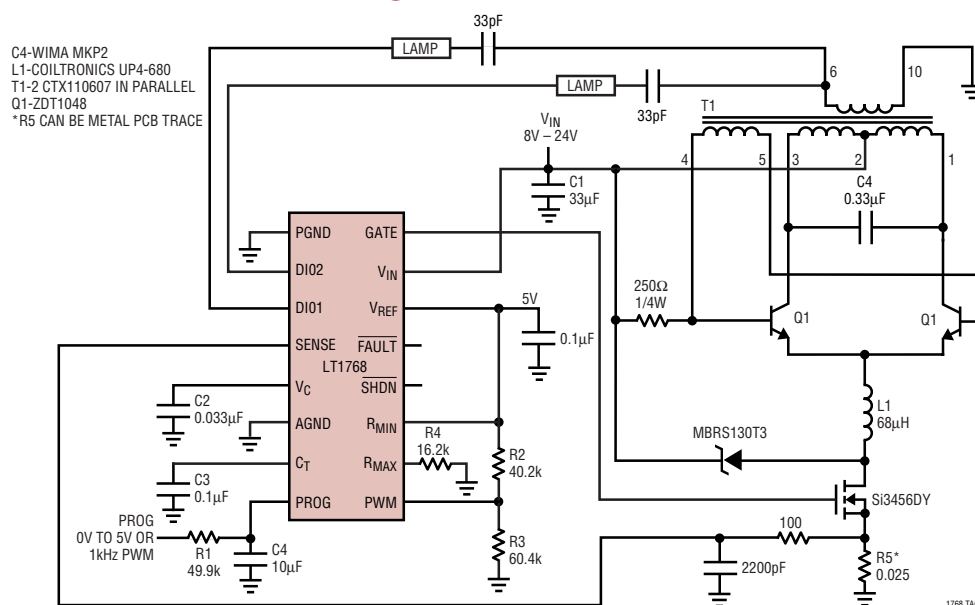 C4-WIMA MKP2
L1-COILTRONICS UP4-680
T1-2 CTX110607 IN PARALLEL
Q1-ZDT1048
*R5 CAN BE METAL PCB TRACE
33pF
LAMP
LAMP
33pF
6
10
T1
4
5
3
2
1
VIN
8V – 24V
C1
33µF
C4
0.33µF
PGND
GATE
DI02
VIN
DI01
VREF
SENSE
FAULT
LT1768
VC
SHDN
AGND
RMIN
CT
RMAX
PROG
PWM
5V
0.1µF
250Ω
1/4W
Q1
Q1
L1
68µH
MBRS130T3
Si3456DY
C2
0.033µF
C3
0.1µF
R4
16.2k
R2
40.2k
R3
60.4k
PROG
0V TO 5V OR
1kHz PWM
R1
49.9k
C4
10µF
100
2200pF
R5*
0.025